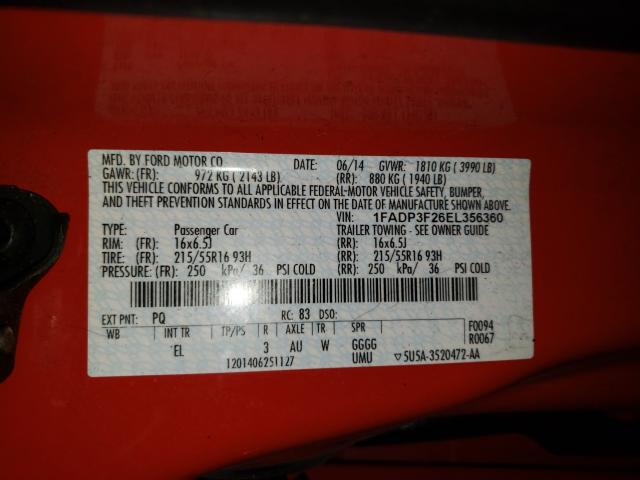 MFD. BY FORD MOTOR CO. DATE: 06/14 GVWR: 1810 KG ( 3990 LB)
GAWR: (FR): 972 KG ( 2143 LB) (RR): 880 KG ( 1940 LB)
THIS VEHICLE CONFORMS TO ALL APPLICABLE FEDERAL MOTOR VEHICLE SAFETY, BUMPER,
AND THEFT PREVENTION STANDARDS IN EFFECT ON THE DATE OF MANUFACTURE SHOWN ABOVE.
VIN: 1FADP3F26EL356360
TYPE: Passenger Car TRAILER TOWING - SEE OWNER GUIDE
RIM: (FR): 16x6.5J (RR): 16x6.5J
TIRE: (FR): 215/55R16 93H (RR): 215/55R16 93H
PRESSURE: (FR): 250 kPa/ 36 PSI COLD (RR): 250 kPa/ 36 PSI COLD
EXT PNT: PQ RC: 83 DSO: F0094
WB INT TR TP/PS R AXLE TR SPR R0067
EL 3 AU W GGGG
1201406251127 UMU ▽5U5A-3520472-AA